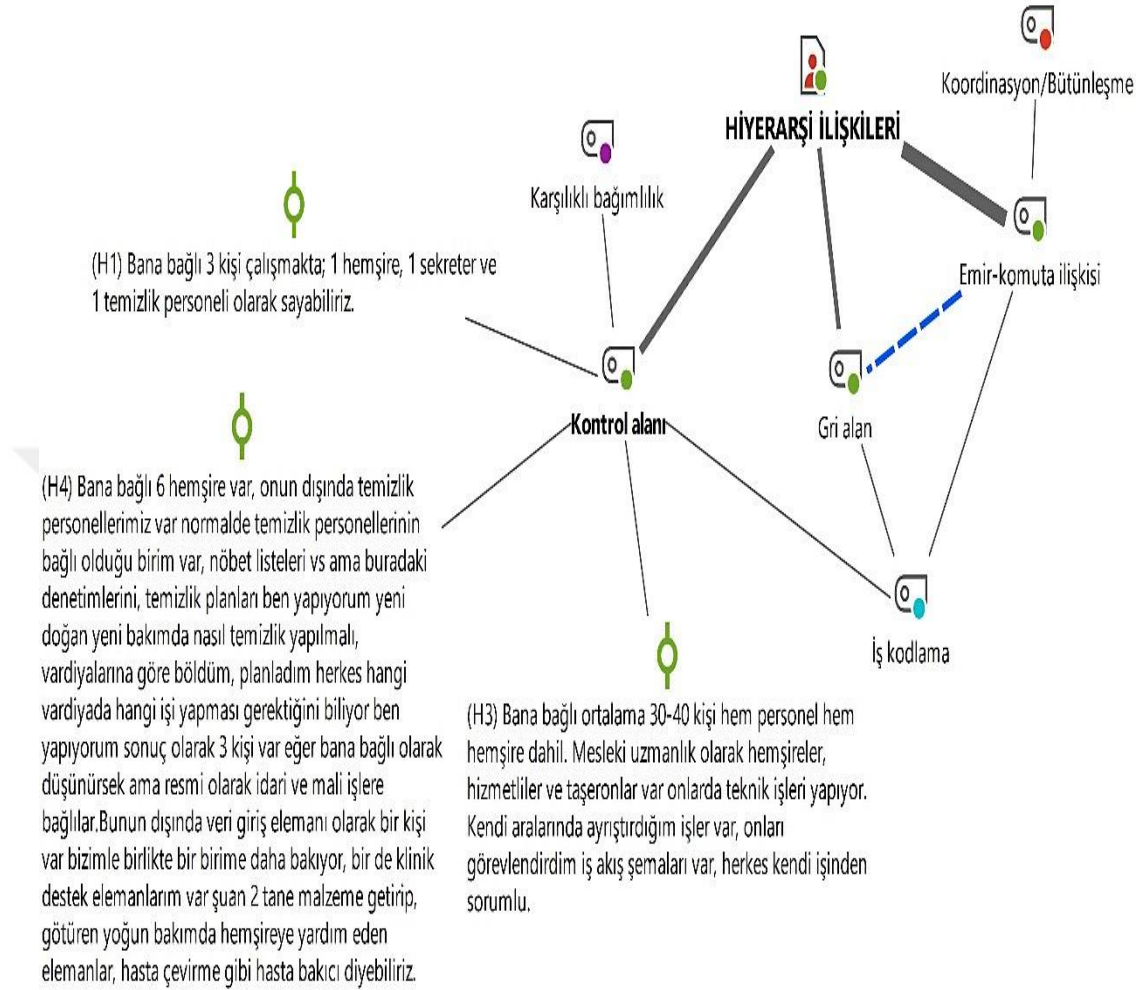 Koordinasyon/Bütünleşme
HİYERARŞİ İLİŞKİLERİ
Karşılıklı bağımlılık
Emir-komuta ilişkisi
(H1) Bana bağlı 3 kişi çalışmakta; 1 hemşire, 1 sekreter ve
1 temizlik personeli olarak sayabiliriz.
Kontrol alanı
Gri alan
İş kodlama
(H4) Bana bağlı 6 hemşire var, onun dışında temizlik
personellerimiz var normalde temizlik personellerinin
bağlı olduğu birim var, nöbet listeleri vs ama buradaki
denetimlerini, temizlik planları ben yapıyorum yeni
doğan yeni bakımda nasıl temizlik yapılmalı,
vardiyalarına göre böldüm, planladım herkes hangi
vardiyada hangi işi yapması gerektiğini biliyor ben
yapıyorum sonuç olarak 3 kişi var eğer bana bağlı olarak
düşünürsek ama resmi olarak idari ve mali işlere
bağlılar.Bunun dışında veri giriş elemanı olarak bir kişi
var bizimle birlikte bir birime daha bakıyor, bir de klinik
destek elemanlarım var şuan 2 tane malzeme getirip,
götüren yoğun bakımda hemşireye yardım eden
elemanlar, hasta çevirme gibi hasta bakıcı diyebiliriz.
(H3) Bana bağlı ortalama 30-40 kişi hem personel hem
hemşire dahil. Mesleki uzmanlık olarak hemşireler,
hizmetliler ve taşeronlar var onlarda teknik işleri yapıyor.
Kendi aralarında ayrıştırdığım işler var, onları
görevlendirdim iş akış şemaları var, herkes kendi işinden
sorumlu.